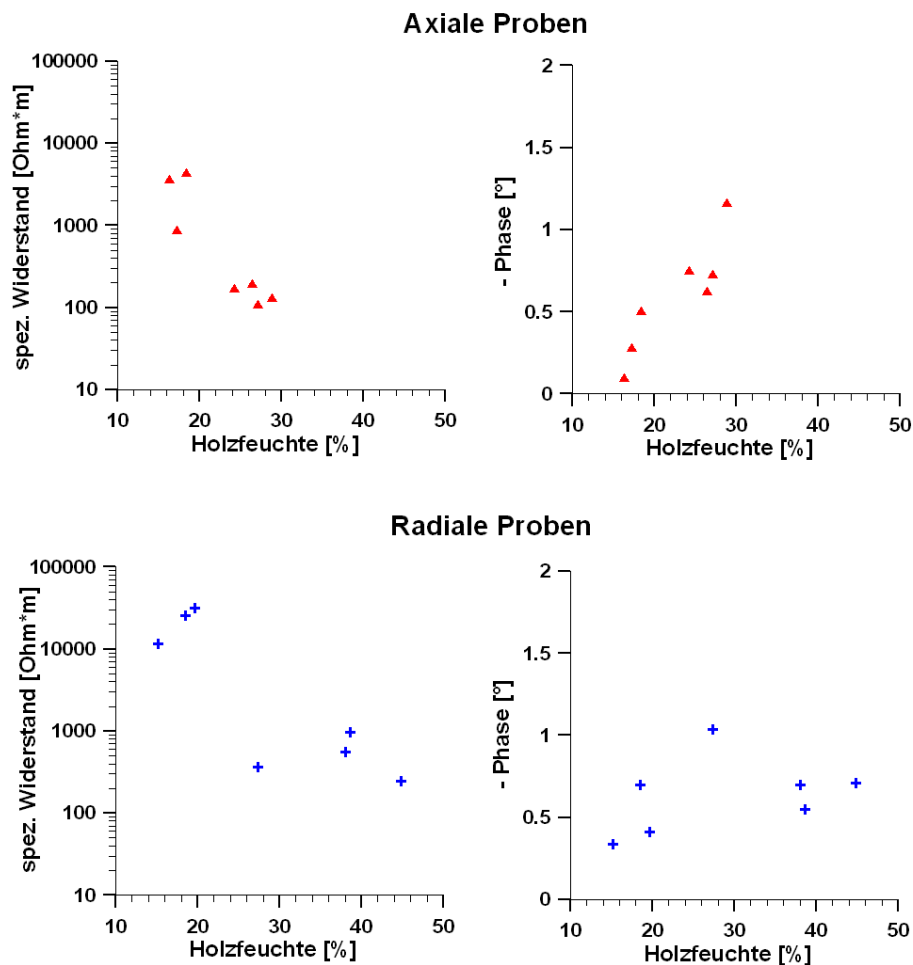 Axiale Proben
spez. Widerstand [Ohm*m]
100000
10000
1000
100
10
10 20 30 40 50
Holzfeuchte [%]
- Phase [°]
2
1.5
1
0.5
0
10 20 30 40 50
Holzfeuchte [%]
Radiale Proben
spez. Widerstand [Ohm*m]
100000
10000
1000
100
10
10 20 30 40 50
Holzfeuchte [%]
- Phase [°]
2
1.5
1
0.5
0
10 20 30 40 50
Holzfeuchte [%]